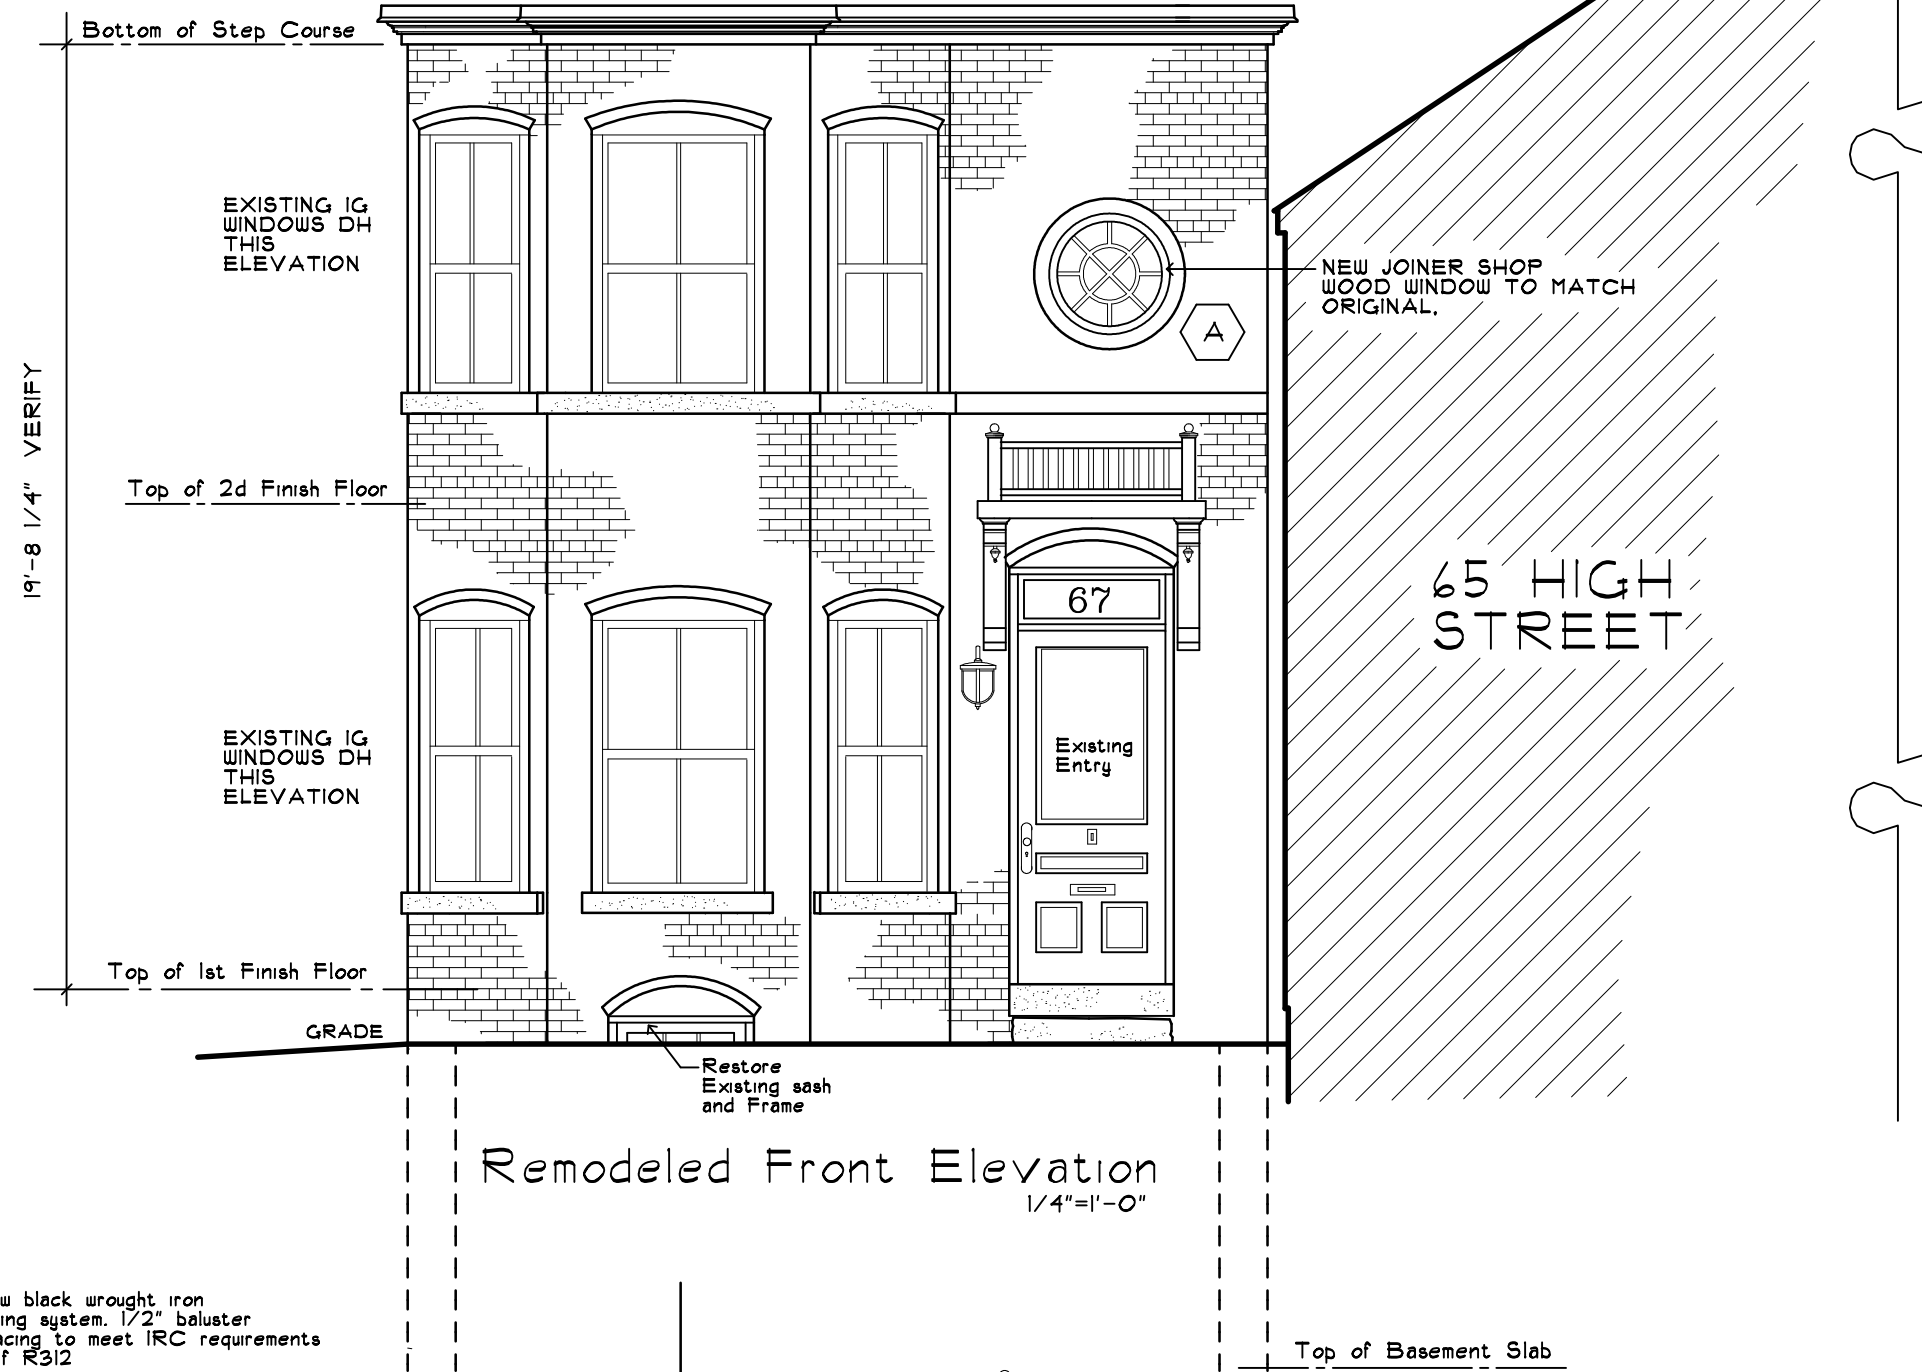 Bottom of Step Course
EXISTING IG
WINDOWS DH
THIS
ELEVATION
NEW JOINER SHOP
WOOD WINDOW TO MATCH
ORIGINAL.
A
19'-8 1/4" VERIFY
Top of 2d Finish Floor
65 HIGH
STREET
67
EXISTING IG
WINDOWS DH
THIS
ELEVATION
Existing
Entry
Top of 1st Finish Floor
GRADE
Restore
Existing sash
and Frame
Remodeled Front Elevation
1/4"=1'-0"
w black wrought iron
ing system. 1/2" baluster
acing to meet IRC requirements
f R312
Top of Basement Slab